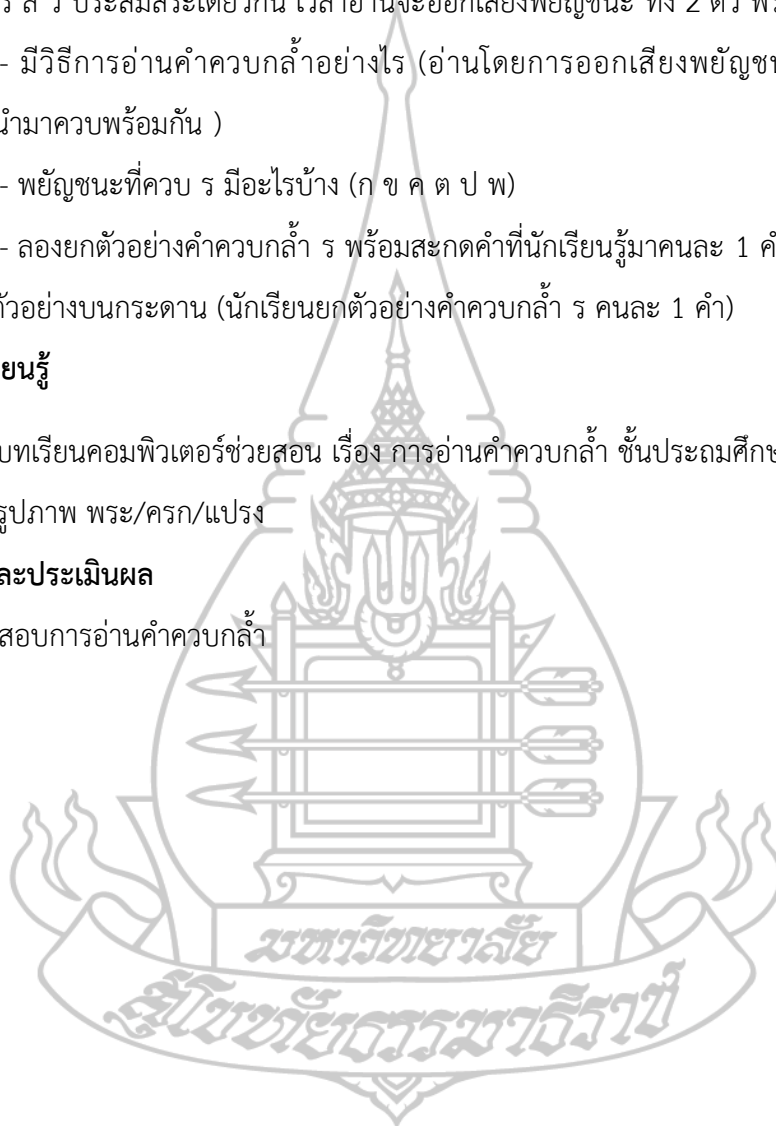 ร ล ว ประสมสระเดียวกัน เวลาอ่านจะออกเสียงพยัญชนะ ทั้ง 2 ตัว
- มีวิธีการอ่านคำควบกล้ำอย่างไร (อ่านโดยการออกเสียงพยัญชน
นำมาควบพร้อมกัน )
- พยัญชนะที่ควบ ร มีอะไรบ้าง (ก ข ค ต ป พ)
- ลองยกตัวอย่างคำควบกล้ำ ร พร้อมสะกดคำที่นักเรียนรู้มาคนละ 1 ค
ตัวอย่างบนกระดาน (นักเรียนยกตัวอย่างคำควบกล้ำ ร คนละ 1 คำ)
ยนรู้
บทเรียนคอมพิวเตอร์ช่วยสอน เรื่อง การอ่านคำควบกล้ำ ชั้นประถมศึกษ
รูปภาพ พระ/ครก/แปรง
ละประเมินผล
สอบการอ่านคำควบกล้ำ
มหาวิทยาลัย
สุโขทัยธรรมาธิราช